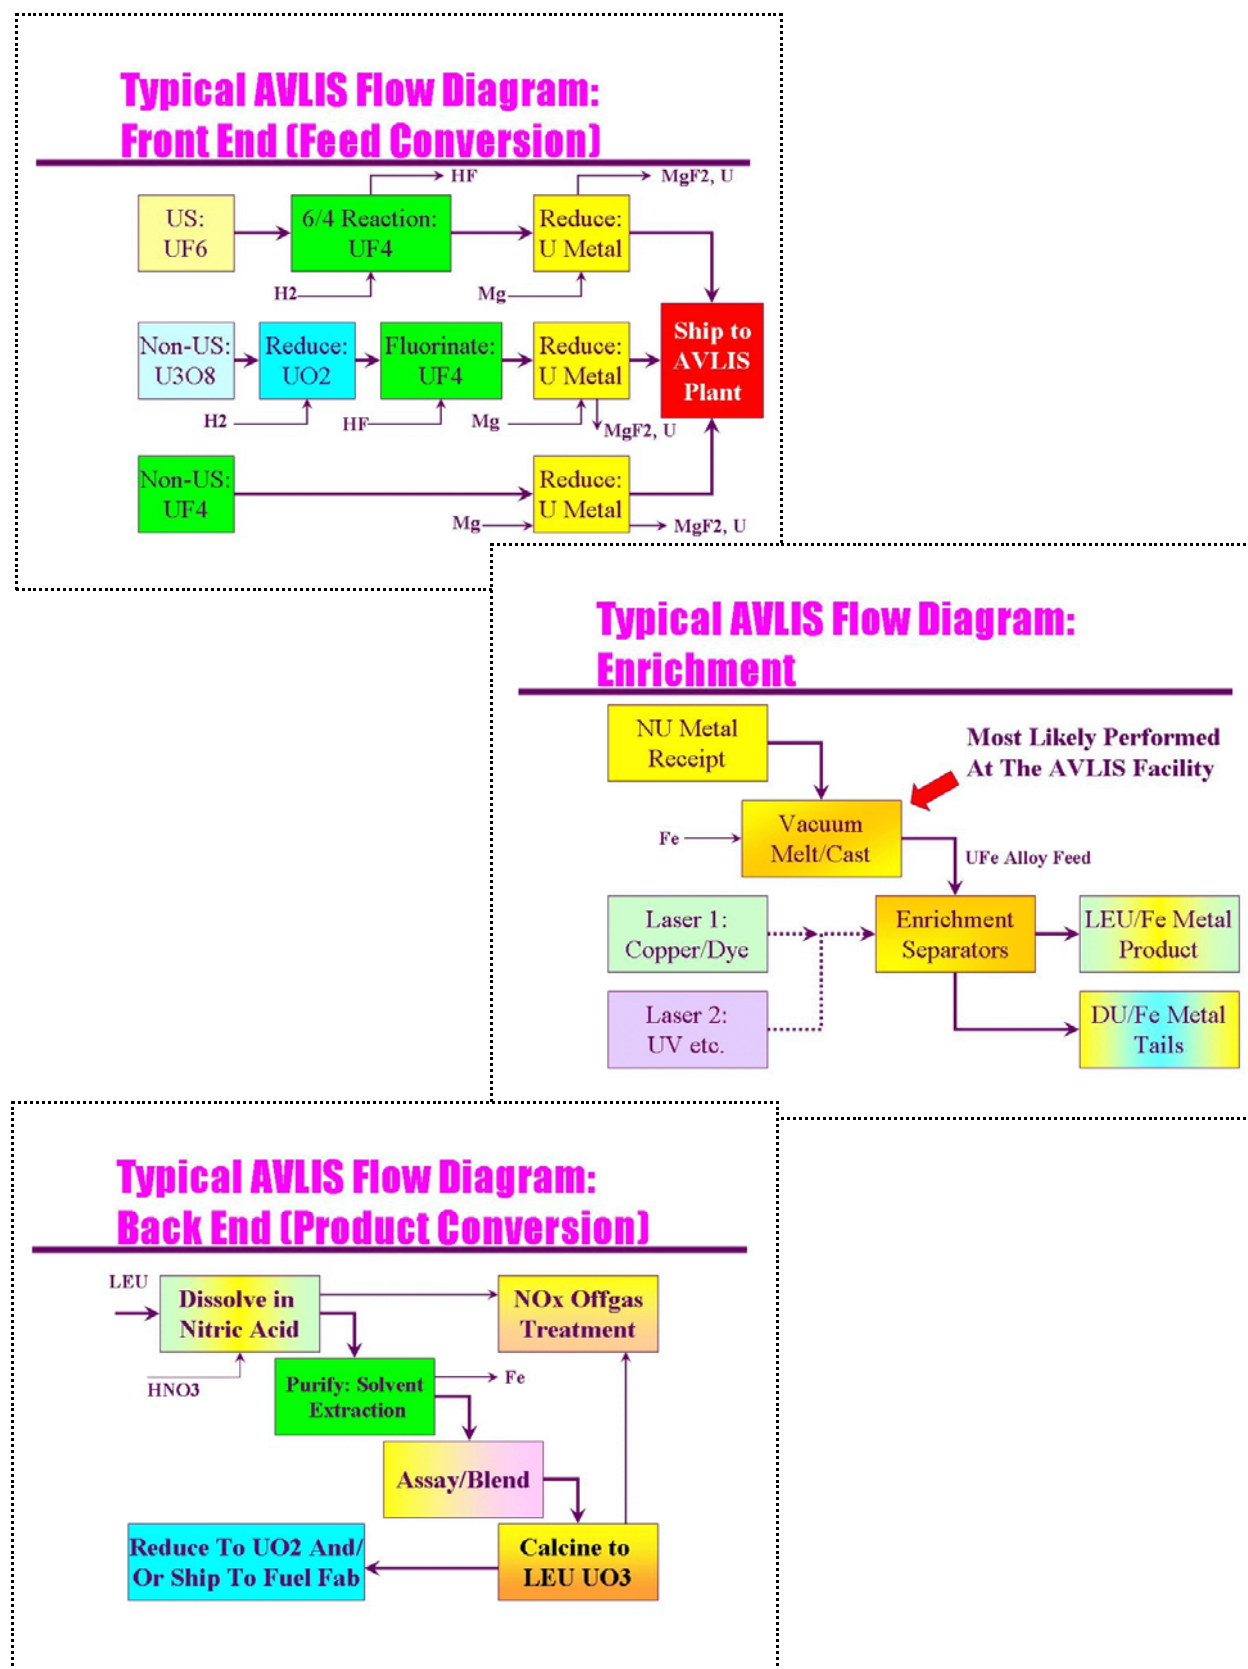 Typical AVLIS Flow Diagram:
Front End (Feed Conversion)
HF
MgF2, U
US:
UF6
6/4 Reaction:
UF4
Reduce:
U Metal
H2
Mg
Ship to
AVLIS
Plant
Non-US:
U3O8
Reduce:
UO2
Fluorinate:
UF4
Reduce:
U Metal
H2
HF
Mg
MgF2, U
Non-US:
UF4
Reduce:
U Metal
Mg
MgF2, U
Typical AVLIS Flow Diagram:
Enrichment
NU Metal
Receipt
Most Likely Performed
At The AVLIS Facility
Fe
Vacuum
Melt/Cast
UFe Alloy Feed
Laser 1:
Copper/Dye
Enrichment
Separators
LEU/Fe Metal
Product
Laser 2:
UV etc.
DU/Fe Metal
Tails
Typical AVLIS Flow Diagram:
Back End (Product Conversion)
LEU
Dissolve in
Nitric Acid
NOx Offgas
Treatment
HNO3
Purify: Solvent
Extraction
Fe
Assay/Blend
Reduce To UO2 And/
Or Ship To Fuel Fab
Calcine to
LEU UO3